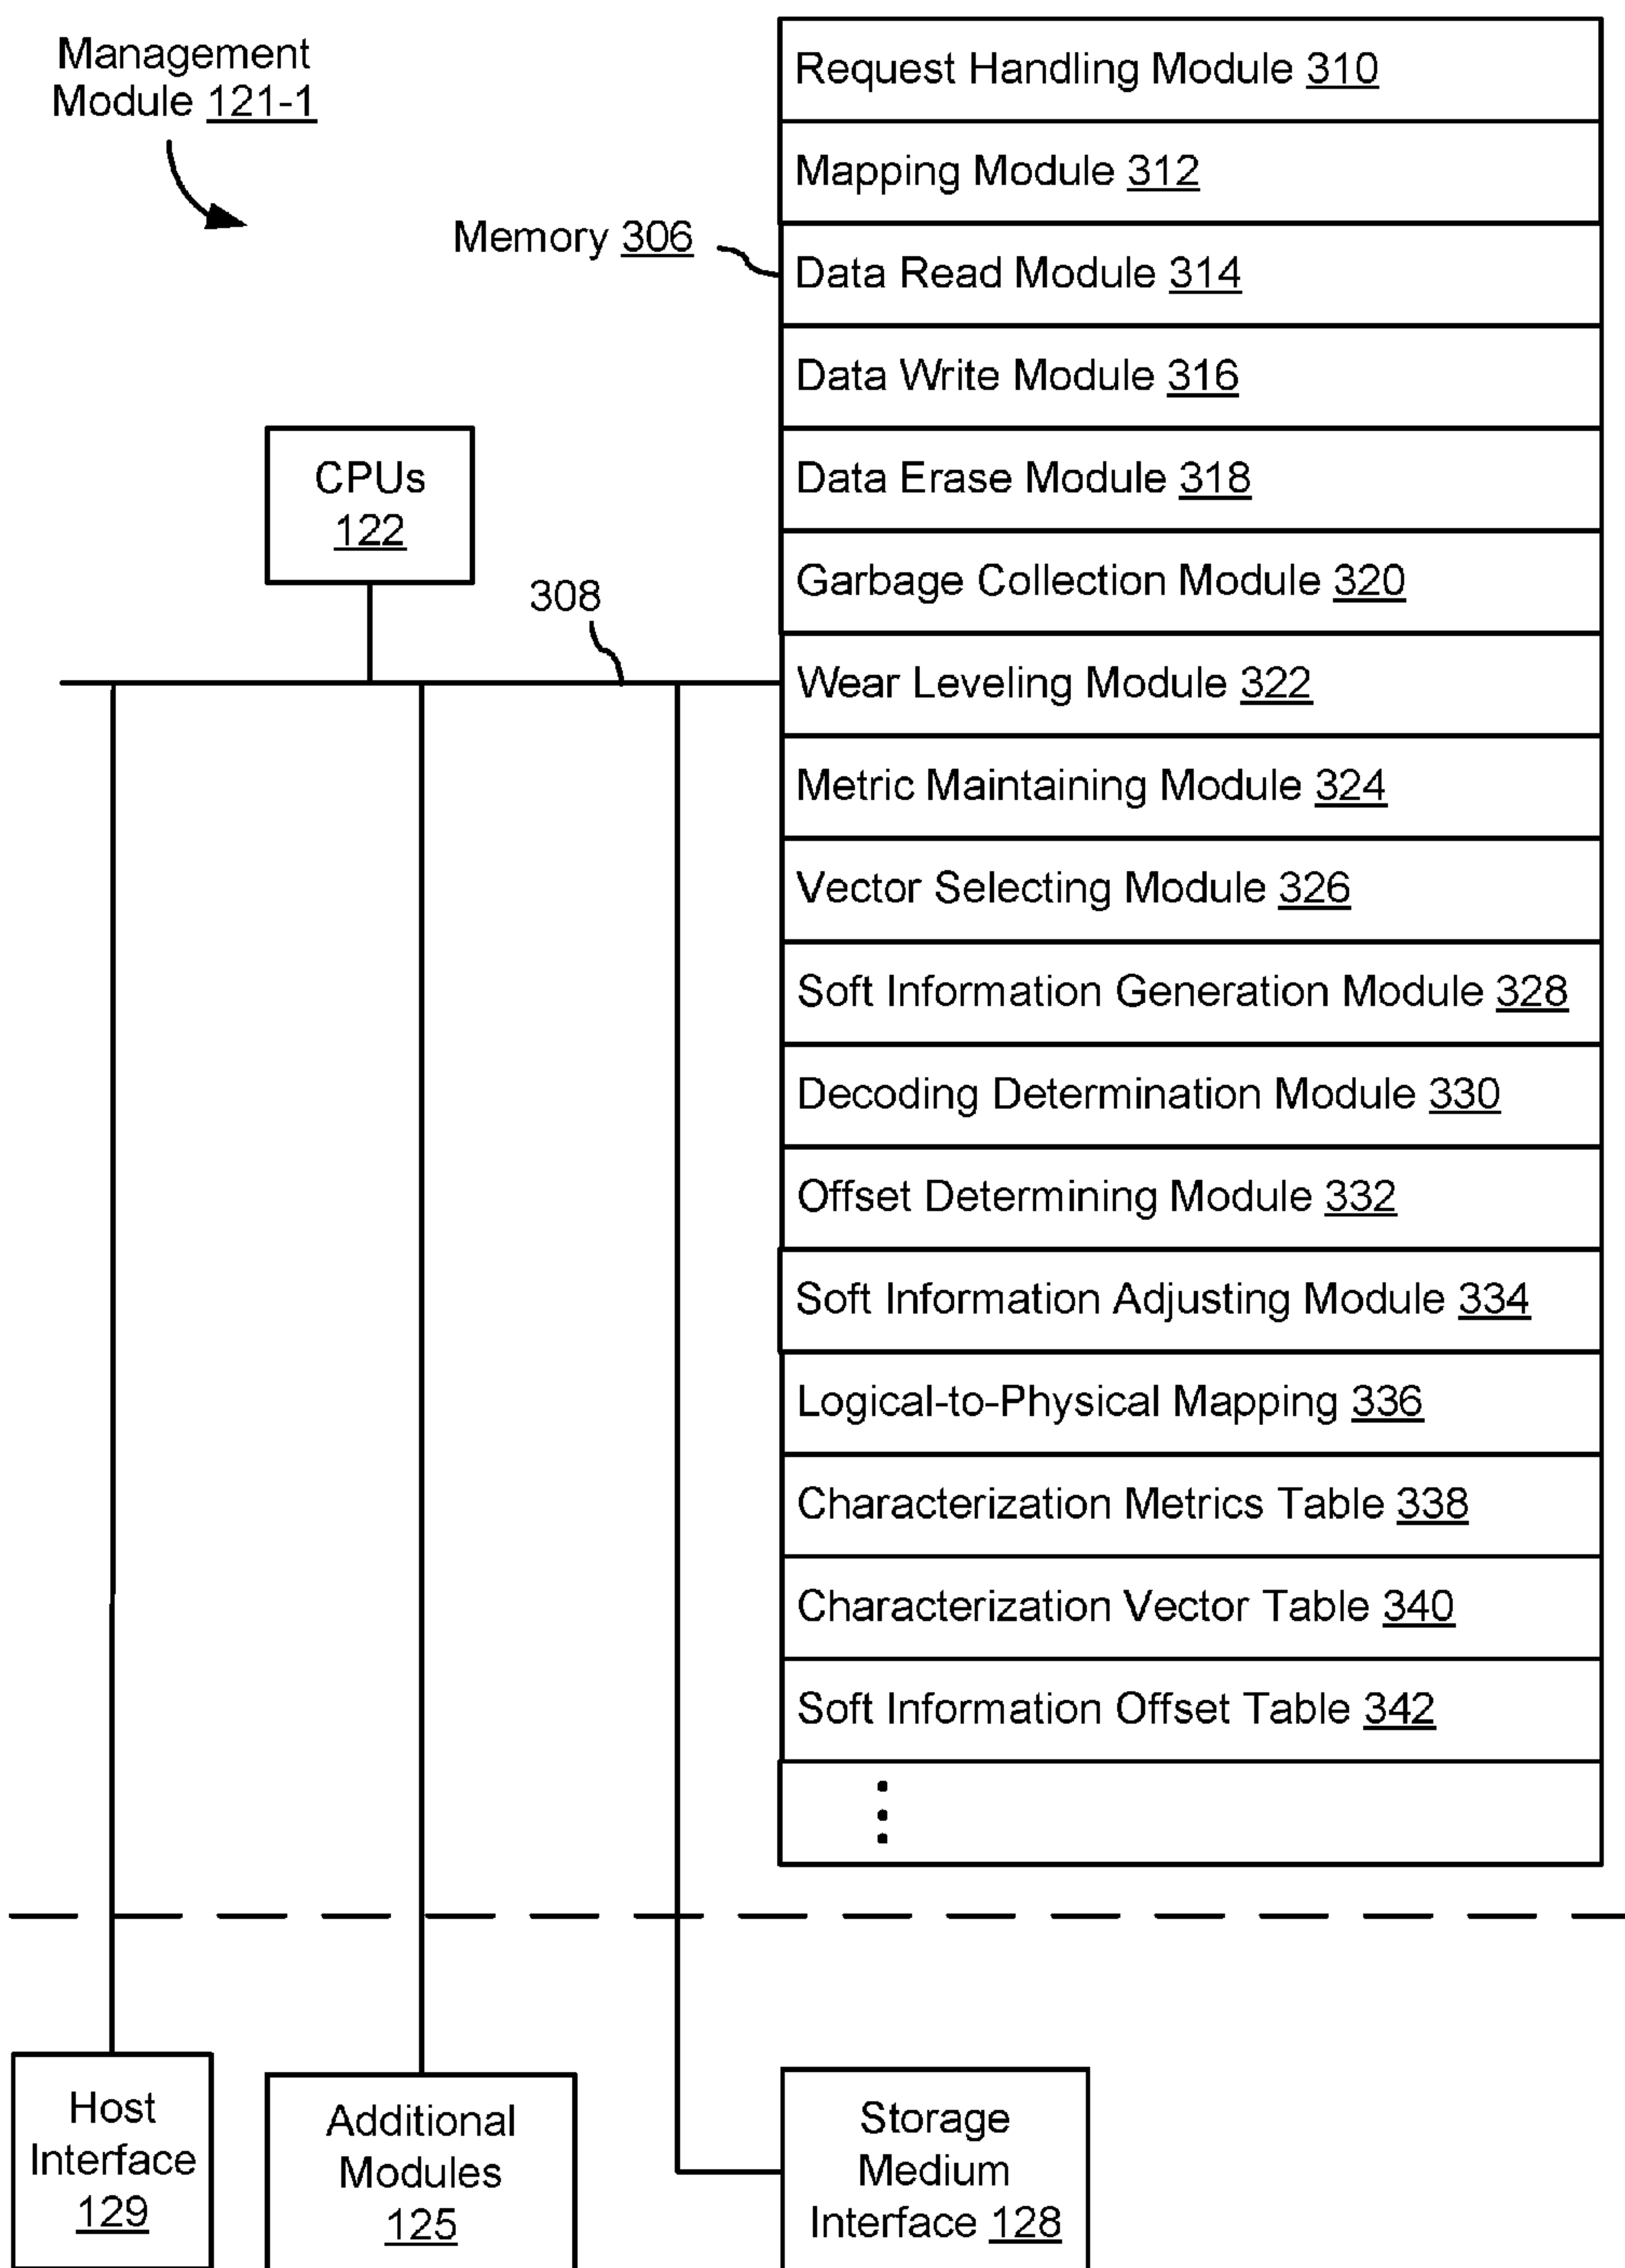 Management
Module 121-1
Memory 306
Request Handling Module 310
Mapping Module 312
Data Read Module 314
Data Write Module 316
Data Erase Module 318
Garbage Collection Module 320
Wear Leveling Module 322
Metric Maintaining Module 324
Vector Selecting Module 326
Soft Information Generation Module 328
Decoding Determination Module 330
Offset Determining Module 332
Soft Information Adjusting Module 334
Logical-to-Physical Mapping 336
Characterization Metrics Table 338
Characterization Vector Table 340
Soft Information Offset Table 342
CPUs
122
308
Host
Interface
129
Additional
Modules
125
Storage
Medium
Interface 128